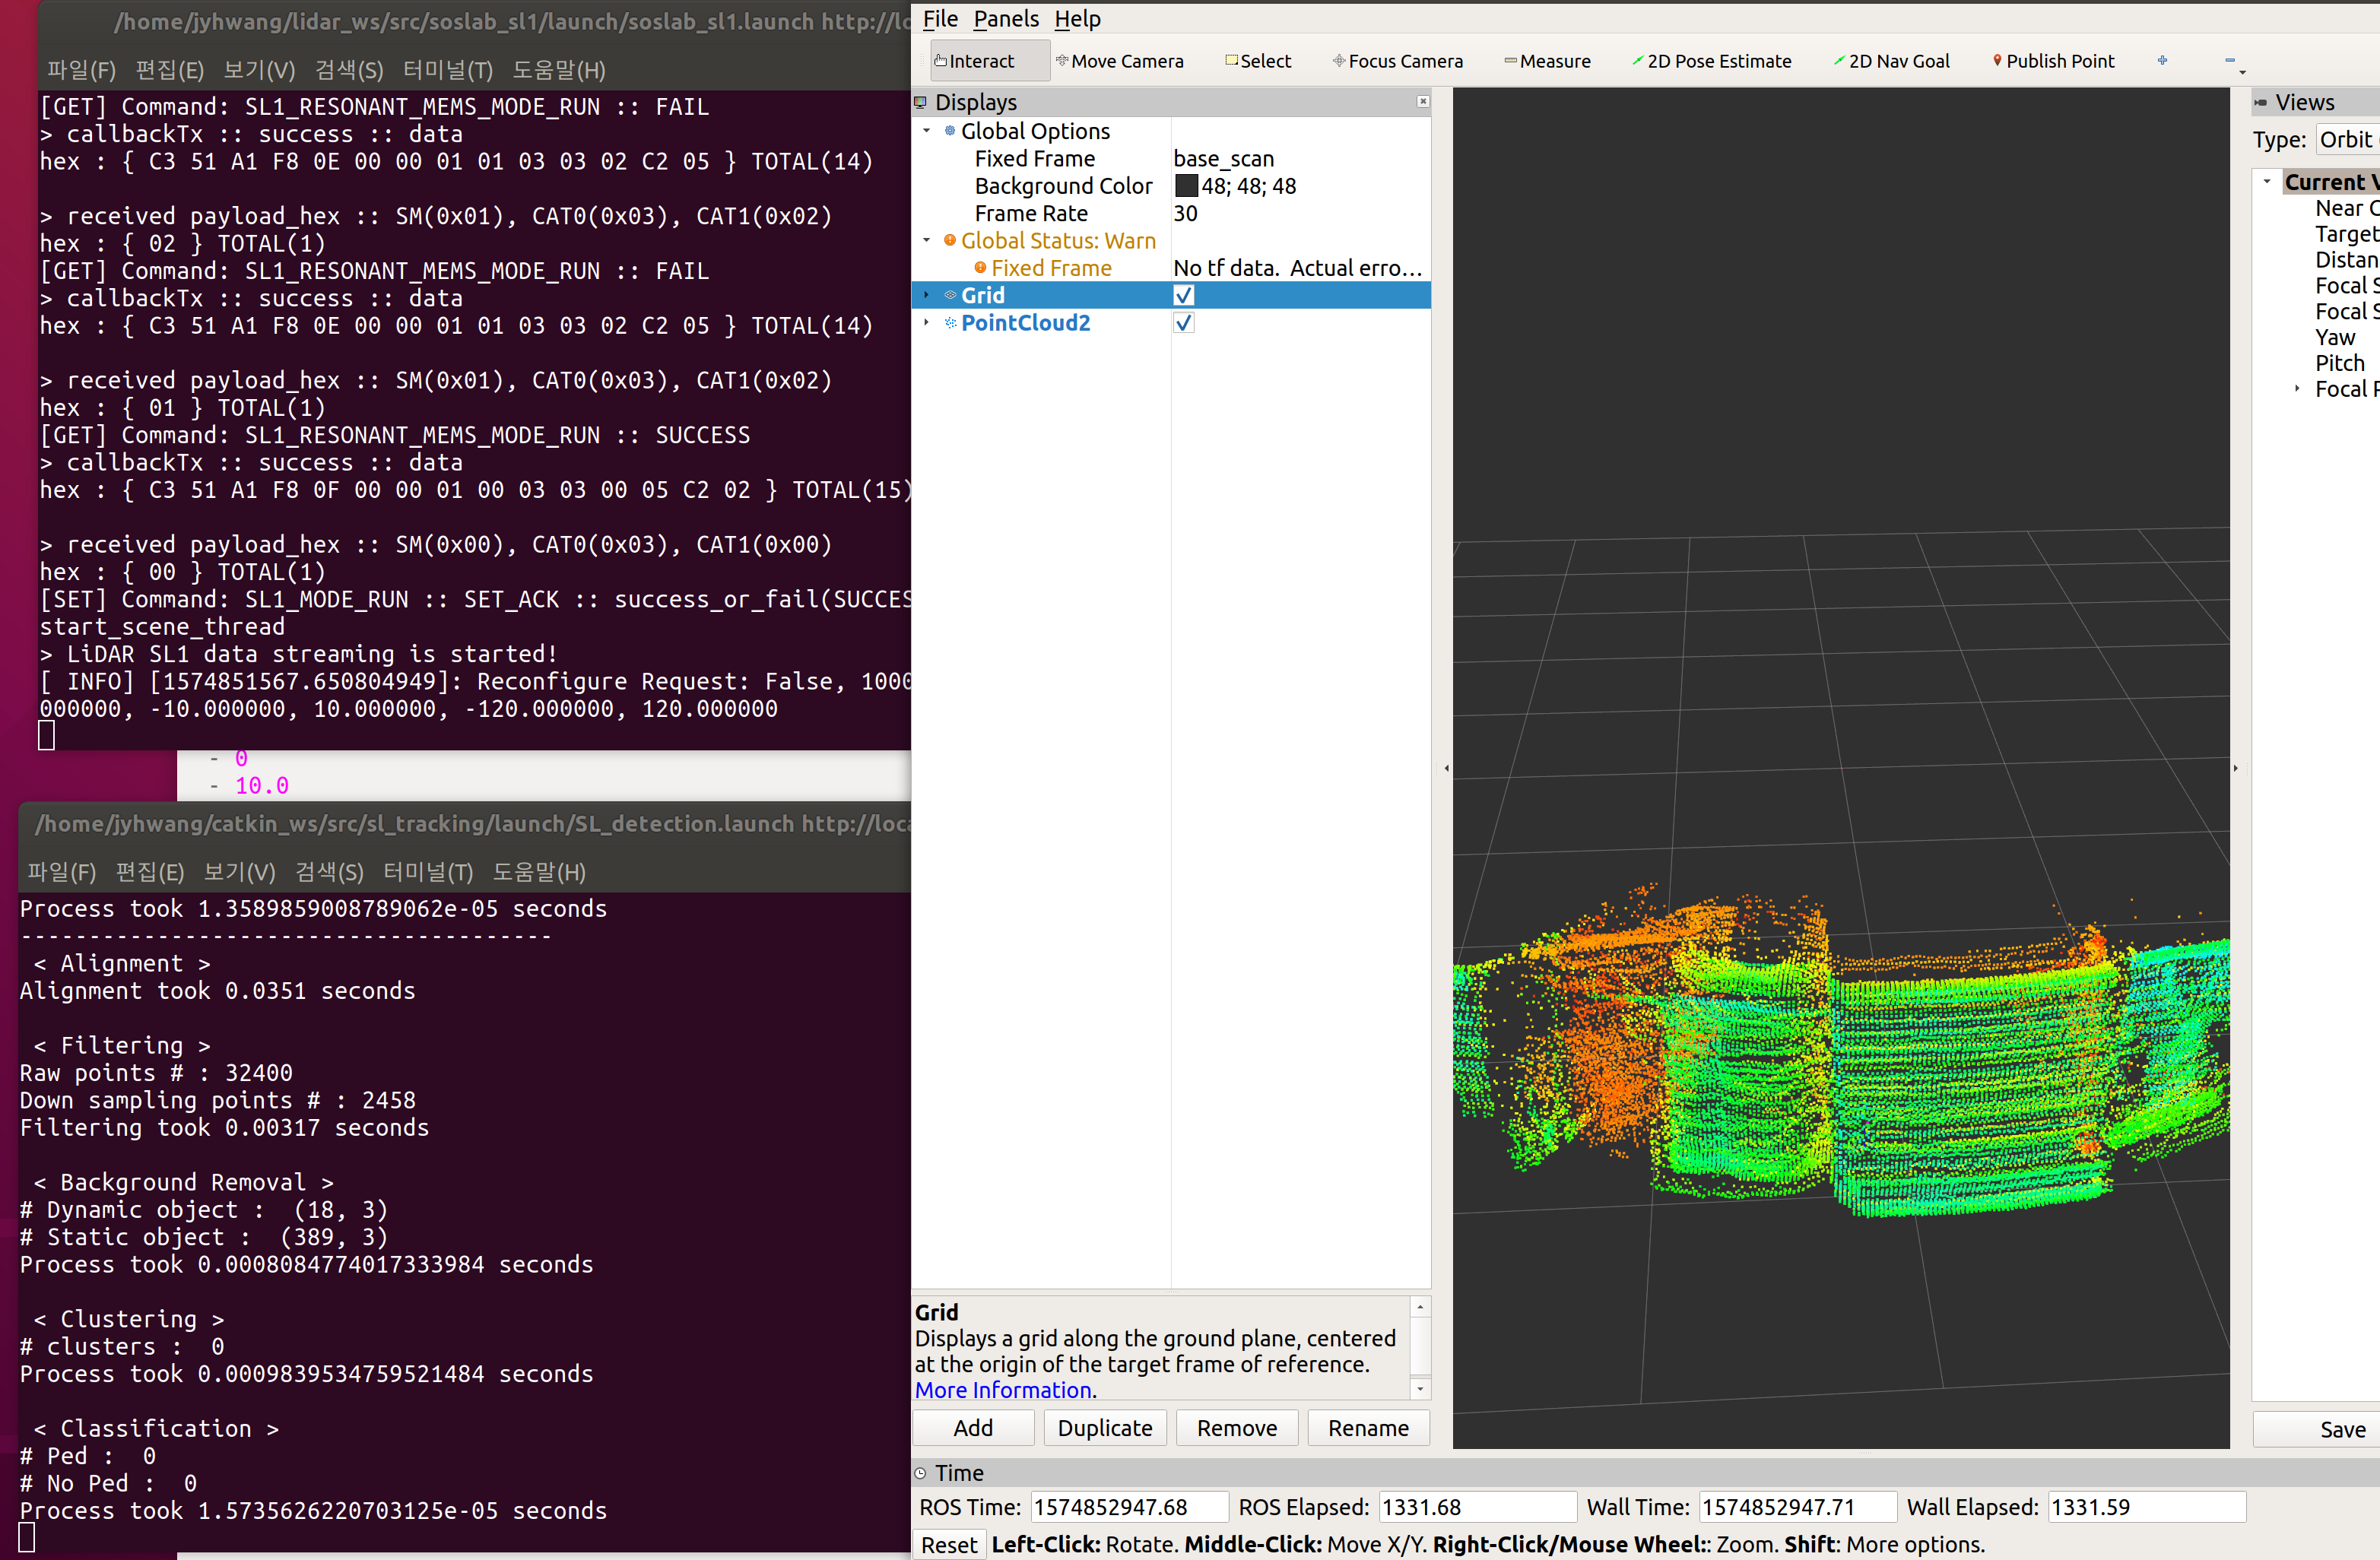 /home/jyhwang/lidar_ws/src/soslab_sl1/launch/soslab_sl1.launch http://lo
파일(F) 편집(E) 보기(V) 검색(S) 터미널(T) 도움말(H)
[GET] Command: SL1_RESONANT_MEMS_MODE_RUN :: FAIL
> callbackTx :: success :: data
hex : { C3 51 A1 F8 0E 00 00 01 01 03 03 02 C2 05 } TOTAL(14)
> received payload_hex :: SM(0x01), CAT0(0x03), CAT1(0x02)
hex : { 02 } TOTAL(1)
[GET] Command: SL1_RESONANT_MEMS_MODE_RUN :: FAIL
> callbackTx :: success :: data
hex : { C3 51 A1 F8 0E 00 00 01 01 03 03 02 C2 05 } TOTAL(14)
> received payload_hex :: SM(0x01), CAT0(0x03), CAT1(0x02)
hex : { 01 } TOTAL(1)
[GET] Command: SL1_RESONANT_MEMS_MODE_RUN :: SUCCESS
> callbackTx :: success :: data
hex : { C3 51 A1 F8 0F 00 00 01 00 03 03 00 05 C2 02 } TOTAL(15)
> received payload_hex :: SM(0x00), CAT0(0x03), CAT1(0x00)
hex : { 00 } TOTAL(1)
[SET] Command: SL1_MODE_RUN :: SET_ACK :: success_or_fail(SUCCES
start_scene_thread
> LiDAR SL1 data streaming is started!
[ INFO] [1574851567.650804949]: Reconfigure Request: False, 1000
000000, -10.000000, 10.000000, -120.000000, 120.000000
- 0
- 10.0
/home/jyhwang/catkin_ws/src/sl_tracking/launch/SL_detection.launch http://loca
파일(F) 편집(E) 보기(V) 검색(S) 터미널(T) 도움말(H)
Process took 1.3589859008789062e-05 seconds
---------------------------------------
< Alignment >
Alignment took 0.0351 seconds
< Filtering >
Raw points # : 32400
Down sampling points # : 2458
Filtering took 0.00317 seconds
< Background Removal >
# Dynamic object :  (18, 3)
# Static object :  (389, 3)
Process took 0.0008084774017333984 seconds
< Clustering >
# clusters :  0
Process took 0.0009839534759521484 seconds
< Classification >
# Ped :  0
# No Ped :  0
Process took 1.5735626220703125e-05 seconds
File Panels Help
Interact Move Camera Select Focus Camera Measure 2D Pose Estimate 2D Nav Goal Publish Point
Displays
Global Options
Fixed Frame base_scan
Background Color 48; 48; 48
Frame Rate 30
Global Status: Warn
Fixed Frame No tf data.  Actual erro…
Grid
PointCloud2
Grid
Displays a grid along the ground plane, centered
at the origin of the target frame of reference.
More Information.
Add Duplicate Remove Rename
Views
Type: Orbit
Current V
Near C
Target
Distan
Focal S
Focal S
Yaw
Pitch
Focal P
Save
Time
ROS Time: 1574852947.68 ROS Elapsed: 1331.68 Wall Time: 1574852947.71 Wall Elapsed: 1331.59
Reset Left-Click: Rotate. Middle-Click: Move X/Y. Right-Click/Mouse Wheel:: Zoom. Shift: More options.